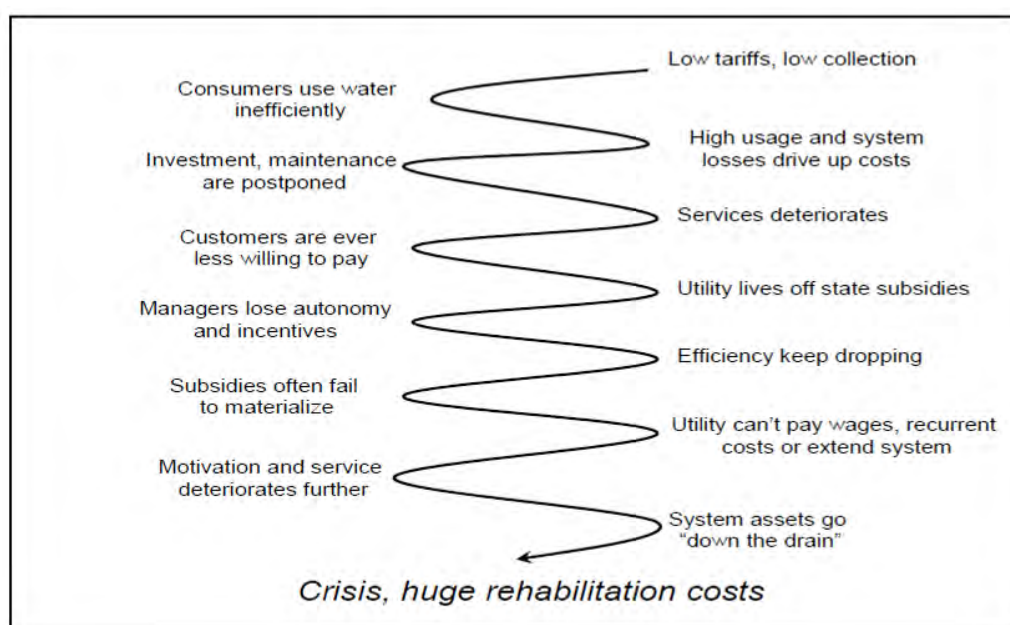 Low tariffs, low collection
Consumers use water
inefficiently
High usage and system
losses drive up costs
Investment, maintenance
are postponed
Services deteriorates
Customers are ever
less willing to pay
Utility lives off state subsidies
Managers lose autonomy
and incentives
Efficiency keep dropping
Subsidies often fail
to materialize
Utility can't pay wages, recurrent
costs or extend system
Motivation and service
deteriorates further
System assets go
“down the drain”
Crisis, huge rehabilitation costs